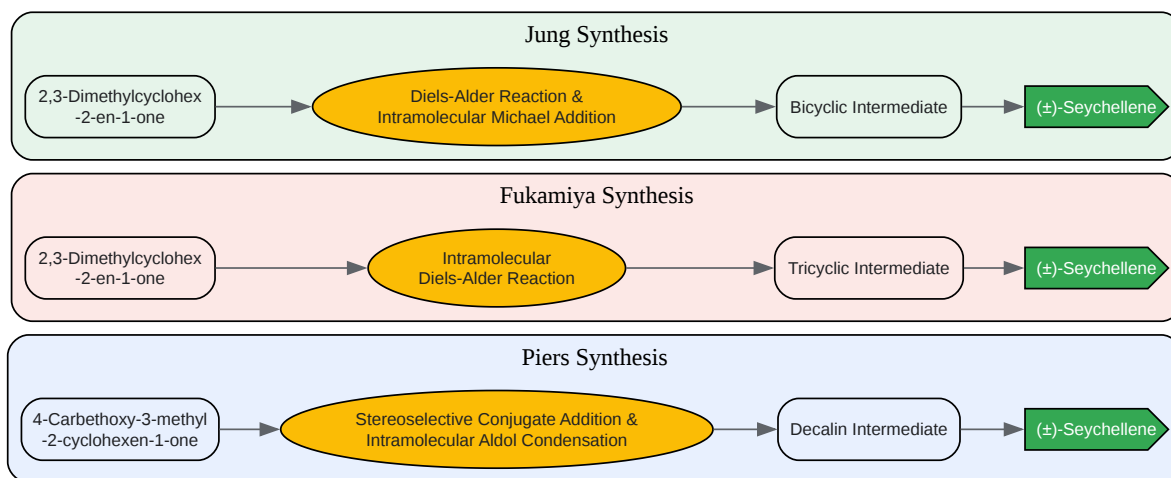 Jung Synthesis
2,3-Dimethylcyclohex
-2-en-1-one
Diels-Alder Reaction &
Intramolecular Michael Addition
Bicyclic Intermediate
(±)-Seychellene
Fukamiya Synthesis
2,3-Dimethylcyclohex
-2-en-1-one
Intramolecular
Diels-Alder Reaction
Tricyclic Intermediate
(±)-Seychellene
Piers Synthesis
4-Carbethoxy-3-methyl
-2-cyclohexen-1-one
Stereoselective Conjugate Addition &
Intramolecular Aldol Condensation
Decalin Intermediate
(±)-Seychellene